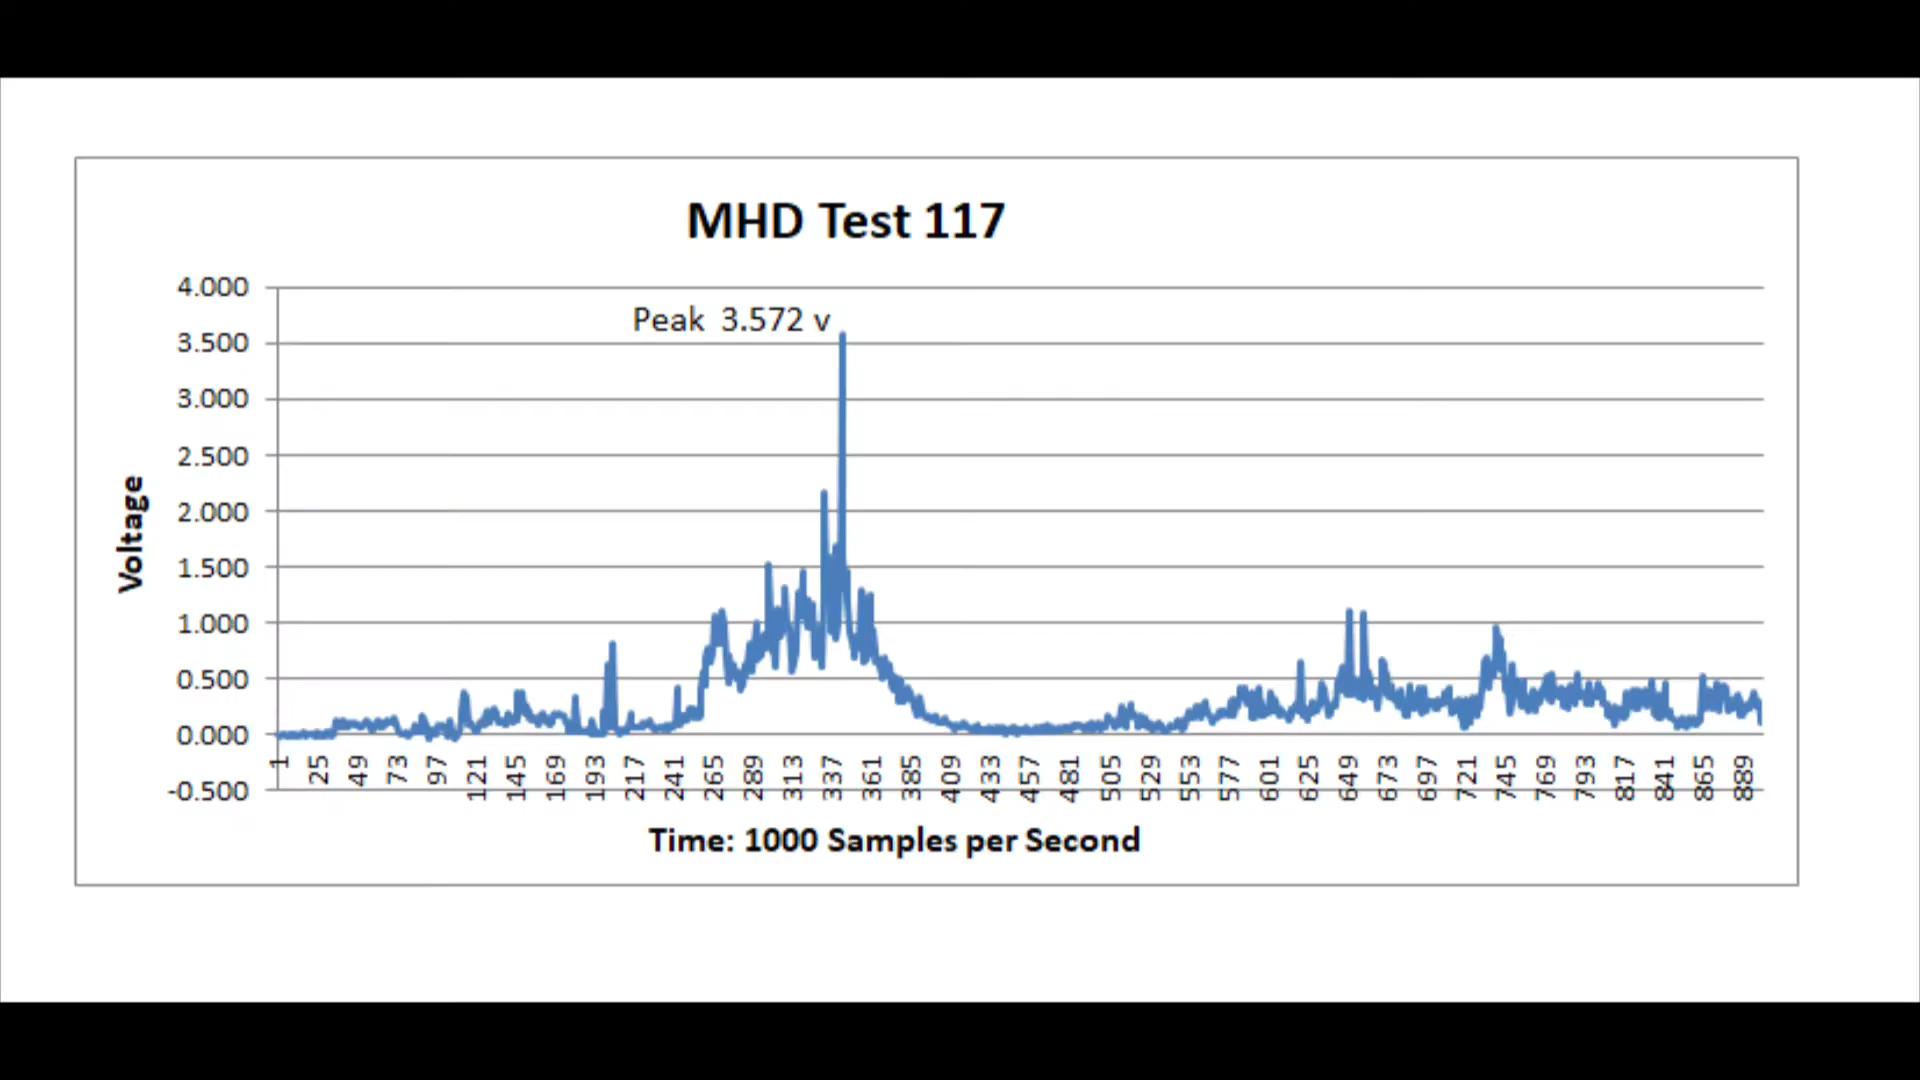 MHD Test 117
Peak 3.572 v
4.000
3.500
3.000
2.500
2.000
1.500
1.000
0.500
0.000
-0.500
Voltage
1 25 49 73 97 121 145 169 193 217 241 265 289 313 337 361 385 409 433 457 481 505 529 553 577 601 625 649 673 697 721 745 769 793 817 841 865 889
Time: 1000 Samples per Second